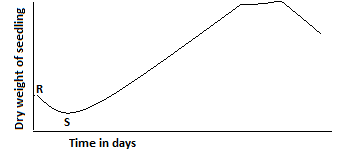 Dry weight of seedling
R
S
Time in days